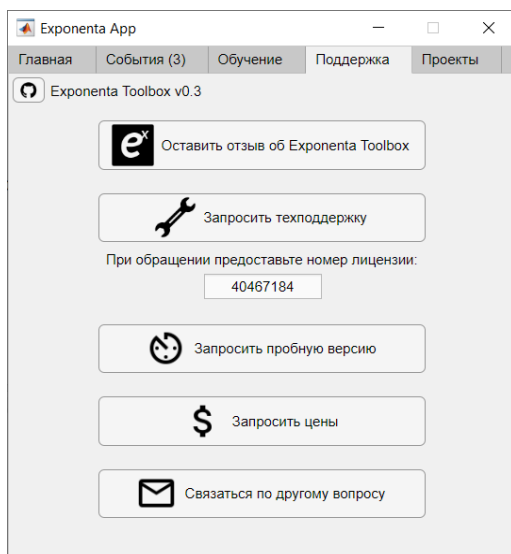 Exponenta App
Главная События (3) Обучение Поддержка Проекты
Exponenta Toolbox v0.3
eˣ Оставить отзыв об Exponenta Toolbox
Запросить техподдержку
При обращении предоставьте номер лицензии:
40467184
Запросить пробную версию
$ Запросить цены
Связаться по другому вопросу